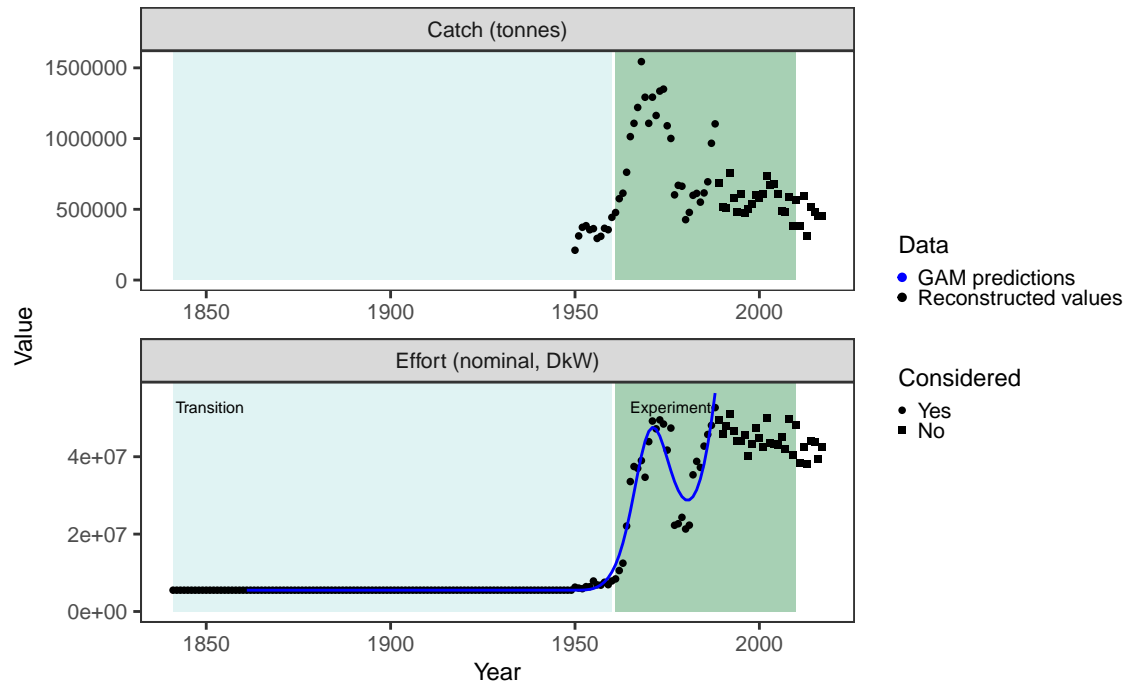 Catch (tonnes)
1500000
1000000
500000
0
1850
1900
1950
2000
Value
Effort (nominal, DkW)
Transition
Experiment
4e+07
2e+07
0e+00
1850
1900
1950
2000
Year
Data
GAM predictions
Reconstructed values
Considered
Yes
No